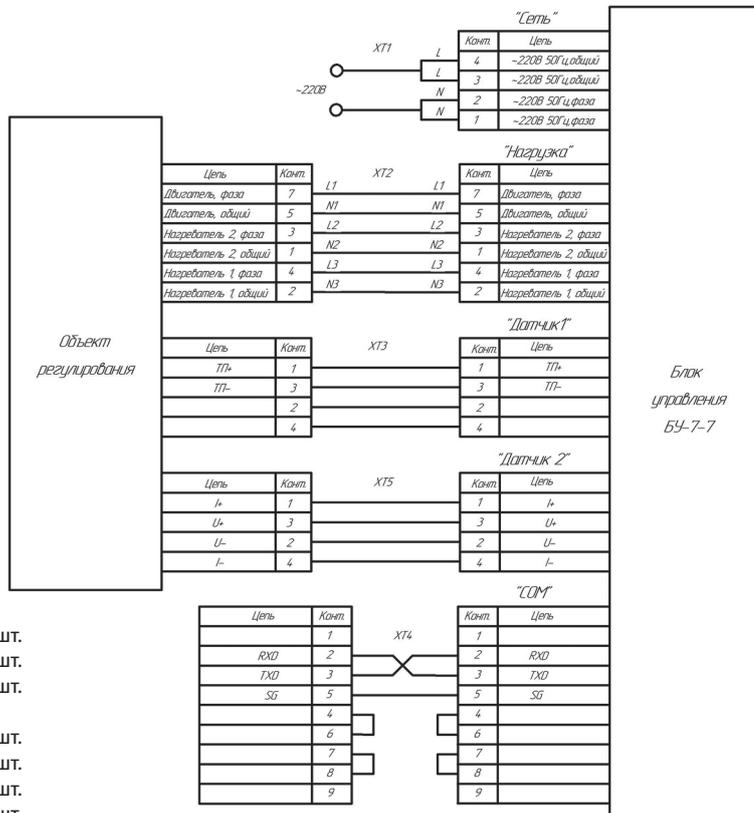 "Сеть"
Конт. Цепь
4 ~220В 50Гц,общий
3 ~220В 50Гц,общий
2 ~220В 50Гц,фаза
1 ~220В 50Гц,фаза
XT1
L
L
N
N
~220В
"Нагрузка"
Цепь Конт. XT2 Конт. Цепь
Двигатель, фаза 7 L1 L1 7 Двигатель, фаза
Двигатель, общий 5 N1 N1 5 Двигатель, общий
Нагреватель 2, фаза 3 L2 L2 3 Нагреватель 2, фаза
Нагреватель 2, общий 1 N2 N2 1 Нагреватель 2, общий
Нагреватель 1, фаза 4 L3 L3 4 Нагреватель 1, фаза
Нагреватель 1, общий 2 N3 N3 2 Нагреватель 1, общий
Объект
регулирования
"Датчик1"
Цепь Конт. XT3 Конт. Цепь
ТП+ 1 1 ТП+
ТП- 3 3 ТП-
2 2
4 4
Блок
управления
БУ-7-7
"Датчик 2"
Цепь Конт. XT5 Конт. Цепь
I+ 1 1 I+
U+ 3 3 U+
U- 2 2 U-
I- 4 4 I-
"COM"
Цепь Конт. XT4 Конт. Цепь
1 1
RXD 2 2 RXD
TXD 3 3 TXD
SG 5 5 SG
4 4
6 6
7 7
8 8
9 9
шт.
шт.
шт.
шт.
шт.
шт.
шт.